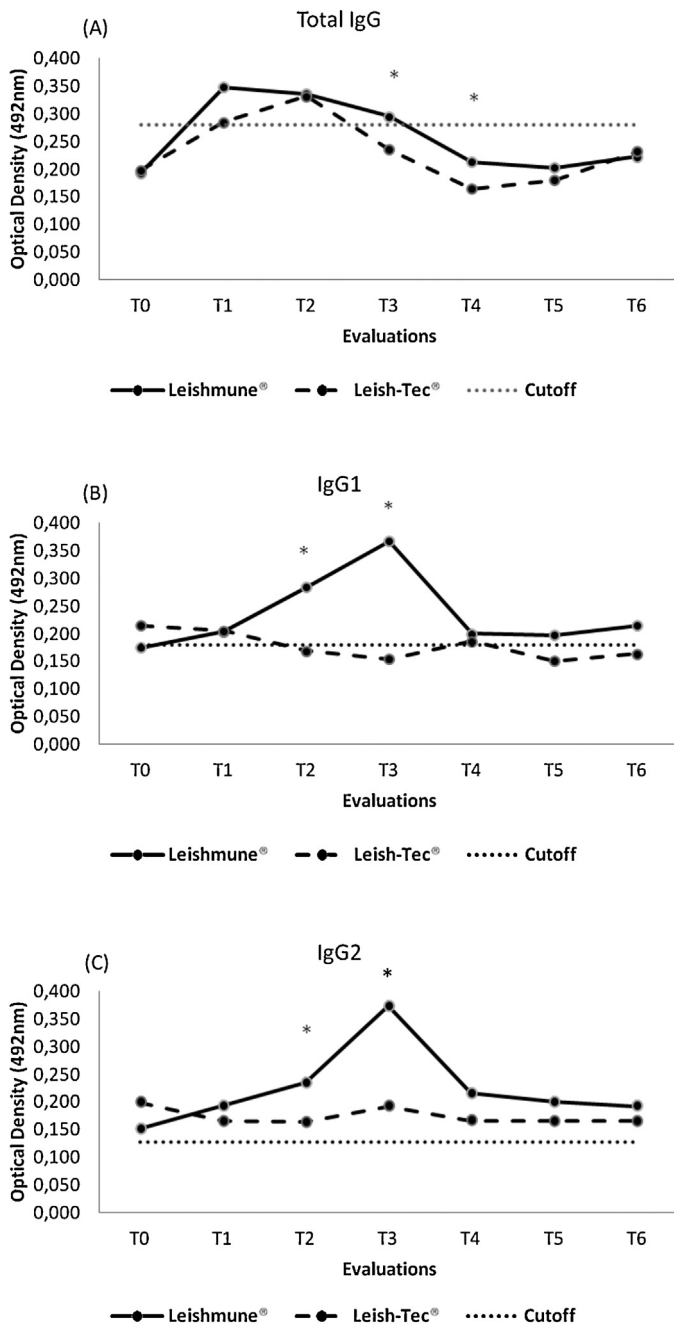 (A)
Total IgG
Optical Density (492nm)
0,400
0,350
0,300
0,250
0,200
0,150
0,100
0,050
0,000
*
*
T0 T1 T2 T3 T4 T5 T6
Evaluations
Leishmune® Leish-Tec® Cutoff
(B)
IgG1
Optical Density (492nm)
0,400
0,350
0,300
0,250
0,200
0,150
0,100
0,050
0,000
*
*
T0 T1 T2 T3 T4 T5 T6
Evaluations
Leishmune® Leish-Tec® Cutoff
(C)
IgG2
Optical Density (492nm)
0,400
0,350
0,300
0,250
0,200
0,150
0,100
0,050
0,000
*
*
T0 T1 T2 T3 T4 T5 T6
Evaluations
Leishmune® Leish-Tec® Cutoff